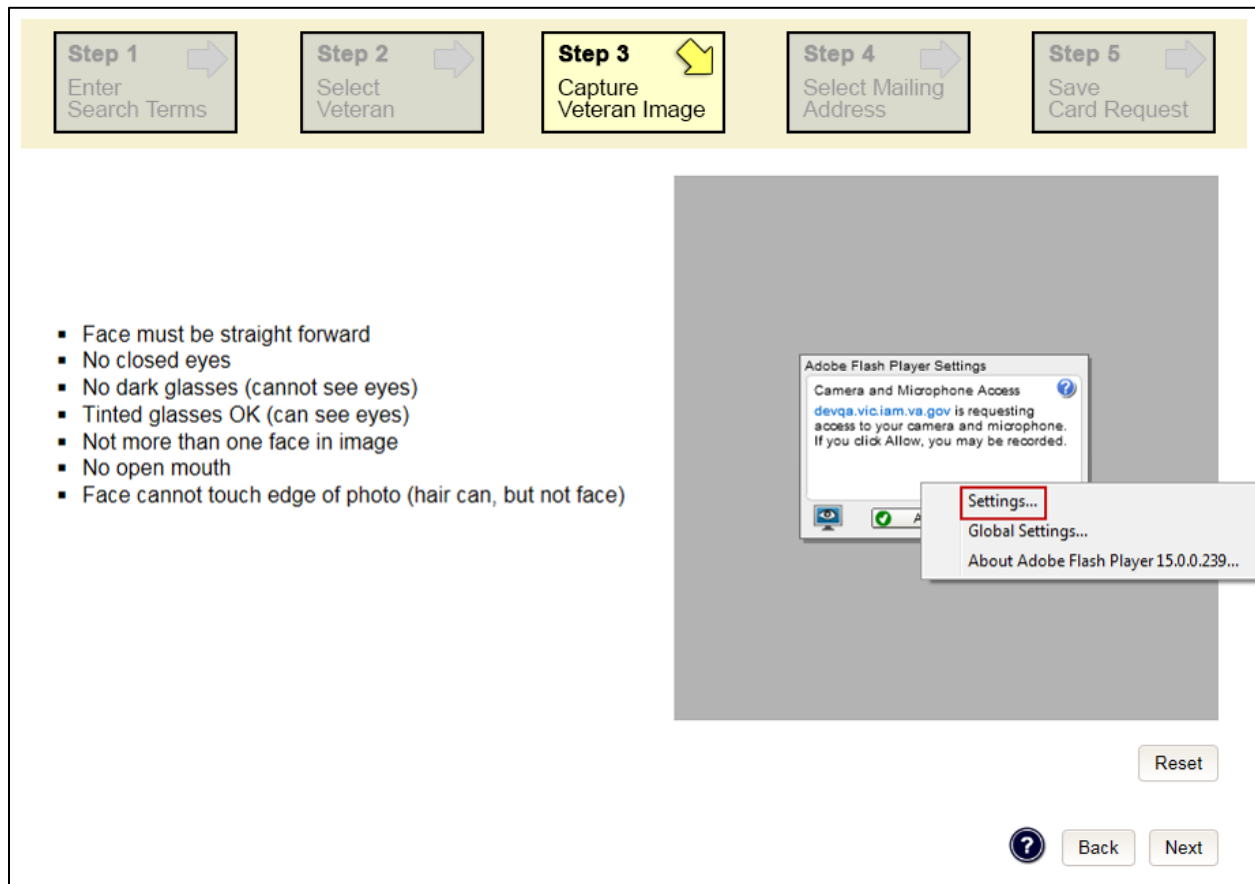 Step 1
Enter
Search Terms
Step 2
Select
Veteran
Step 3
Capture
Veteran Image
Step 4
Select Mailing
Address
Step 5
Save
Card Request
▪ Face must be straight forward
▪ No closed eyes
▪ No dark glasses (cannot see eyes)
▪ Tinted glasses OK (can see eyes)
▪ Not more than one face in image
▪ No open mouth
▪ Face cannot touch edge of photo (hair can, but not face)
Adobe Flash Player Settings
Camera and Microphone Access
?
devqa.vic.iam.va.gov is requesting
access to your camera and microphone.
If you click Allow, you may be recorded.
Settings...
Global Settings...
About Adobe Flash Player 15.0.0.239...
Reset
?
Back
Next